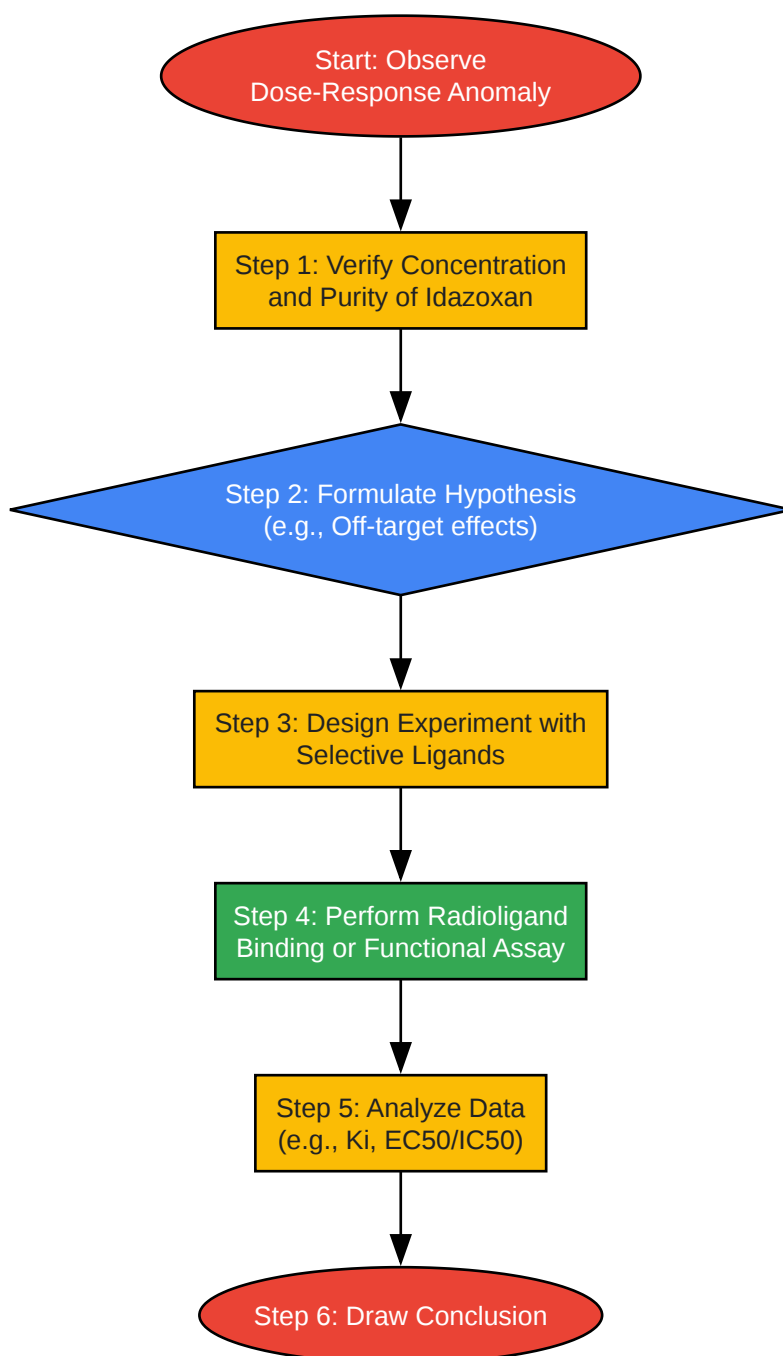 Start: Observe
Dose-Response Anomaly
Step 1: Verify Concentration
and Purity of Idazoxan
Step 2: Formulate Hypothesis
(e.g., Off-target effects)
Step 3: Design Experiment with
Selective Ligands
Step 4: Perform Radioligand
Binding or Functional Assay
Step 5: Analyze Data
(e.g., Ki, EC50/IC50)
Step 6: Draw Conclusion